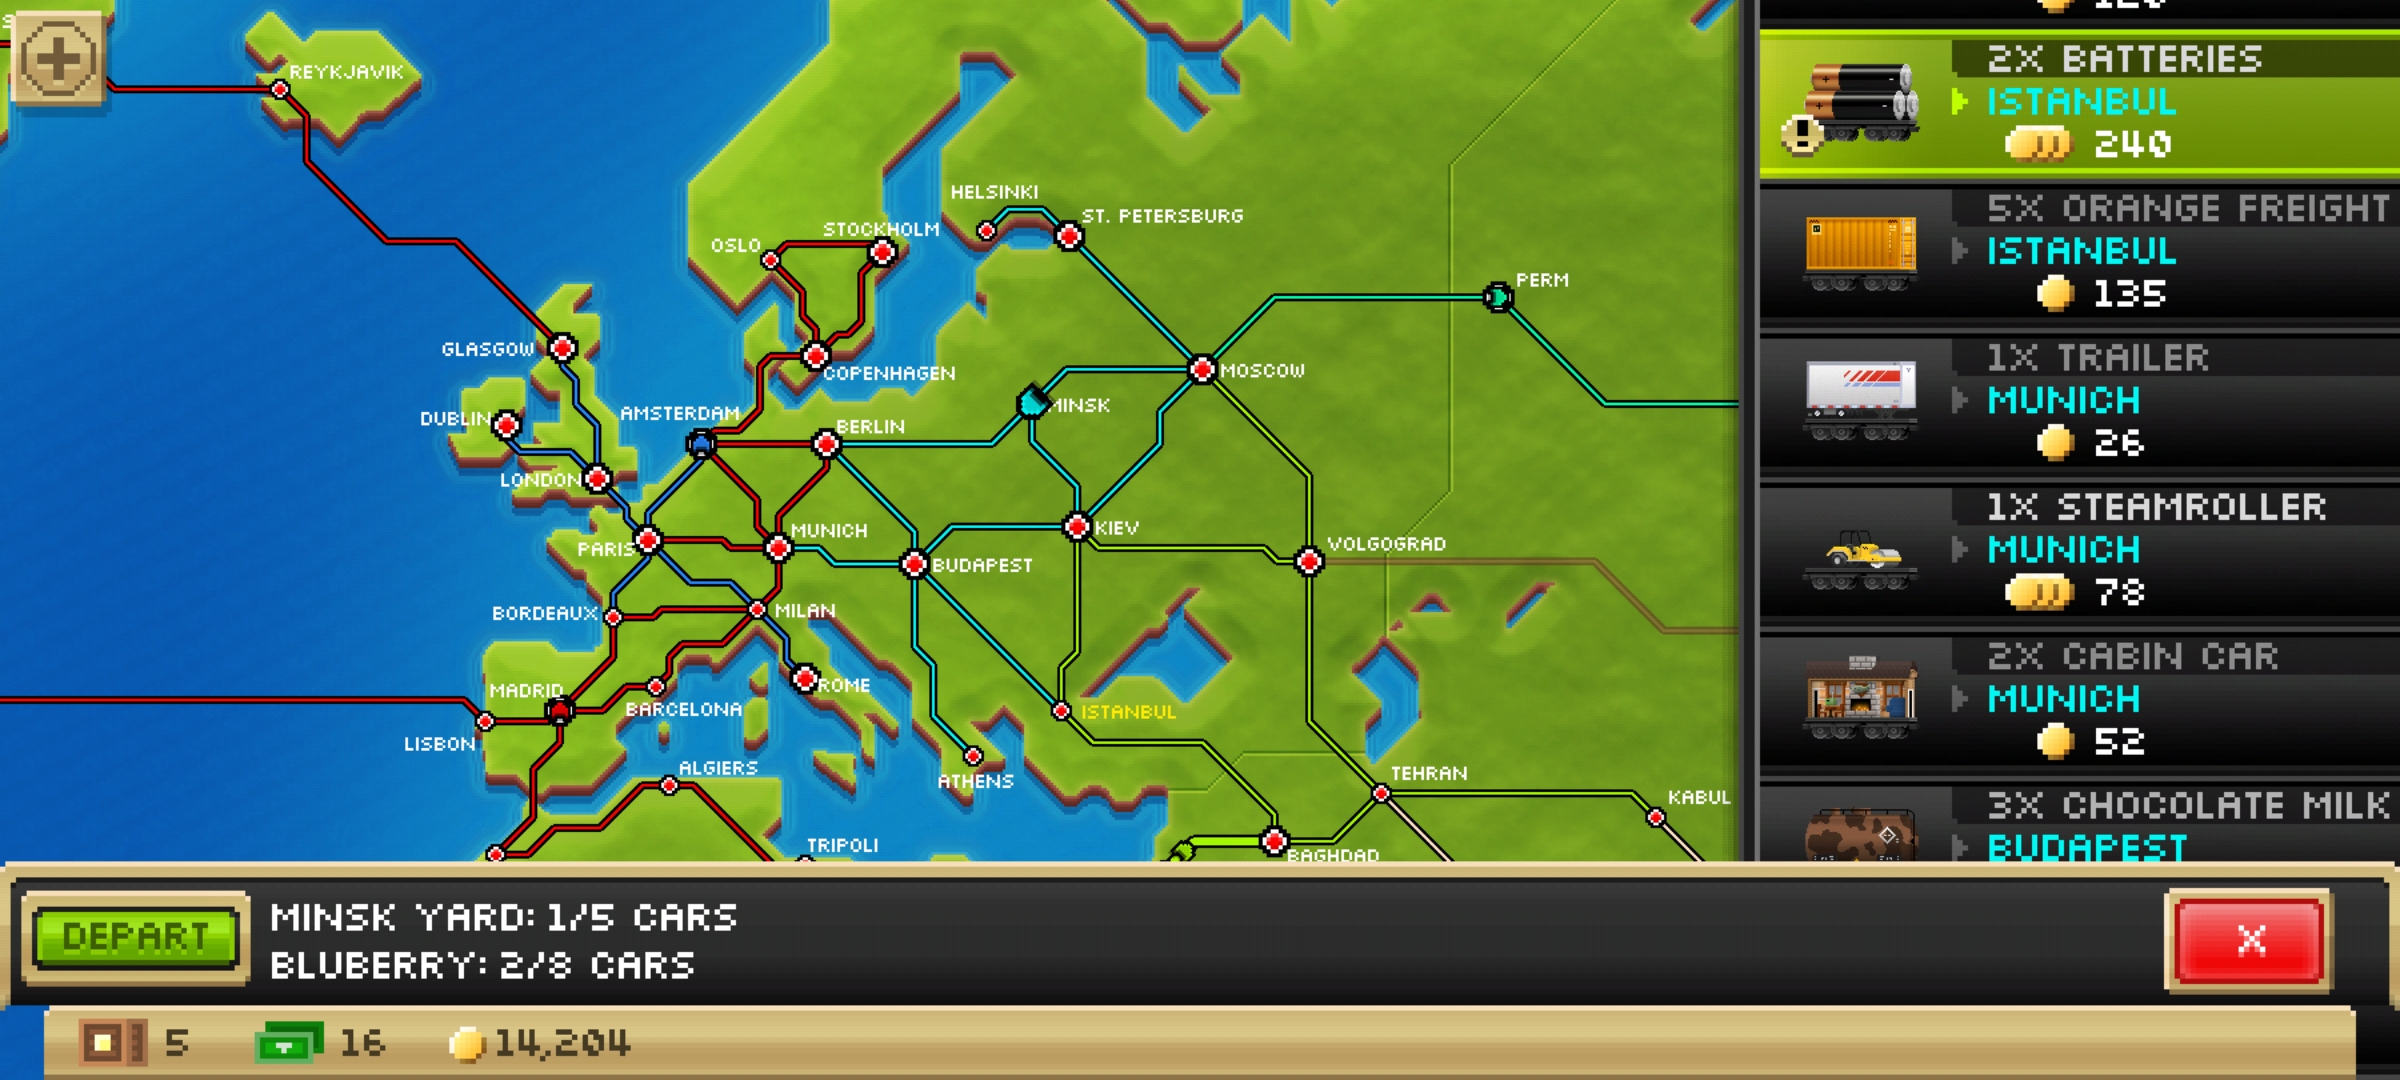 REYKJAVIK
HELSINKI
ST. PETERSBURG
STOCKHOLM
OSLO
PERM
GLASGOW
COPENHAGEN
MOSCOW
DUBLIN
AMSTERDAM
BERLIN
MINSK
LONDON
MUNICH
KIEV
PARIS
BUDAPEST
VOLGOGRAD
BORDEAUX
MILAN
MADRID
ROME
BARCELONA
ISTANBUL
LISBON
ALGIERS
ATHENS
TEHRAN
KABUL
TRIPOLI
BAGHDAD
120
2X BATTERIES
ISTANBUL
240
5X ORANGE FREIGHT
ISTANBUL
135
1X TRAILER
MUNICH
26
1X STEAMROLLER
MUNICH
78
2X CABIN CAR
MUNICH
52
3X CHOCOLATE MILK
BUDAPEST
DEPART
MINSK YARD: 1/5 CARS
BLUBERRY: 2/8 CARS
X
5
16
14,204